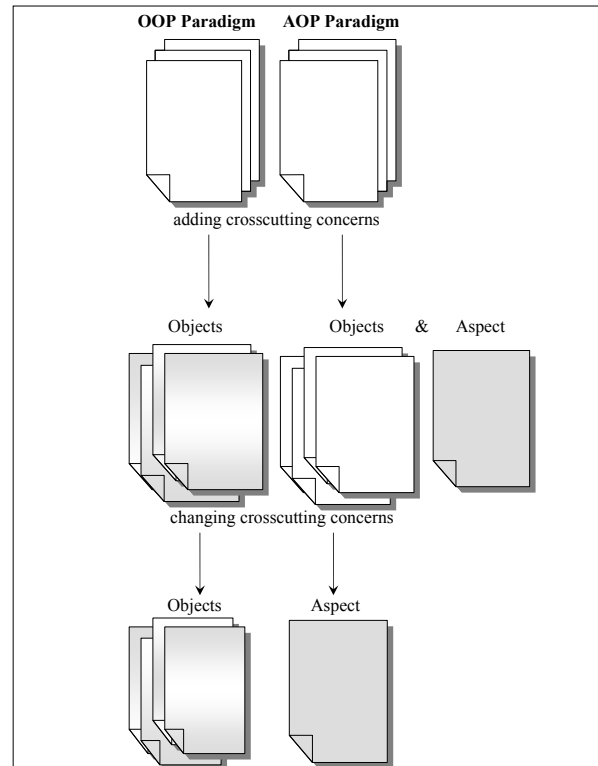 OOP Paradigm AOP Paradigm
adding crosscutting concerns
Objects Objects & Aspect
changing crosscutting concerns
Objects Aspect